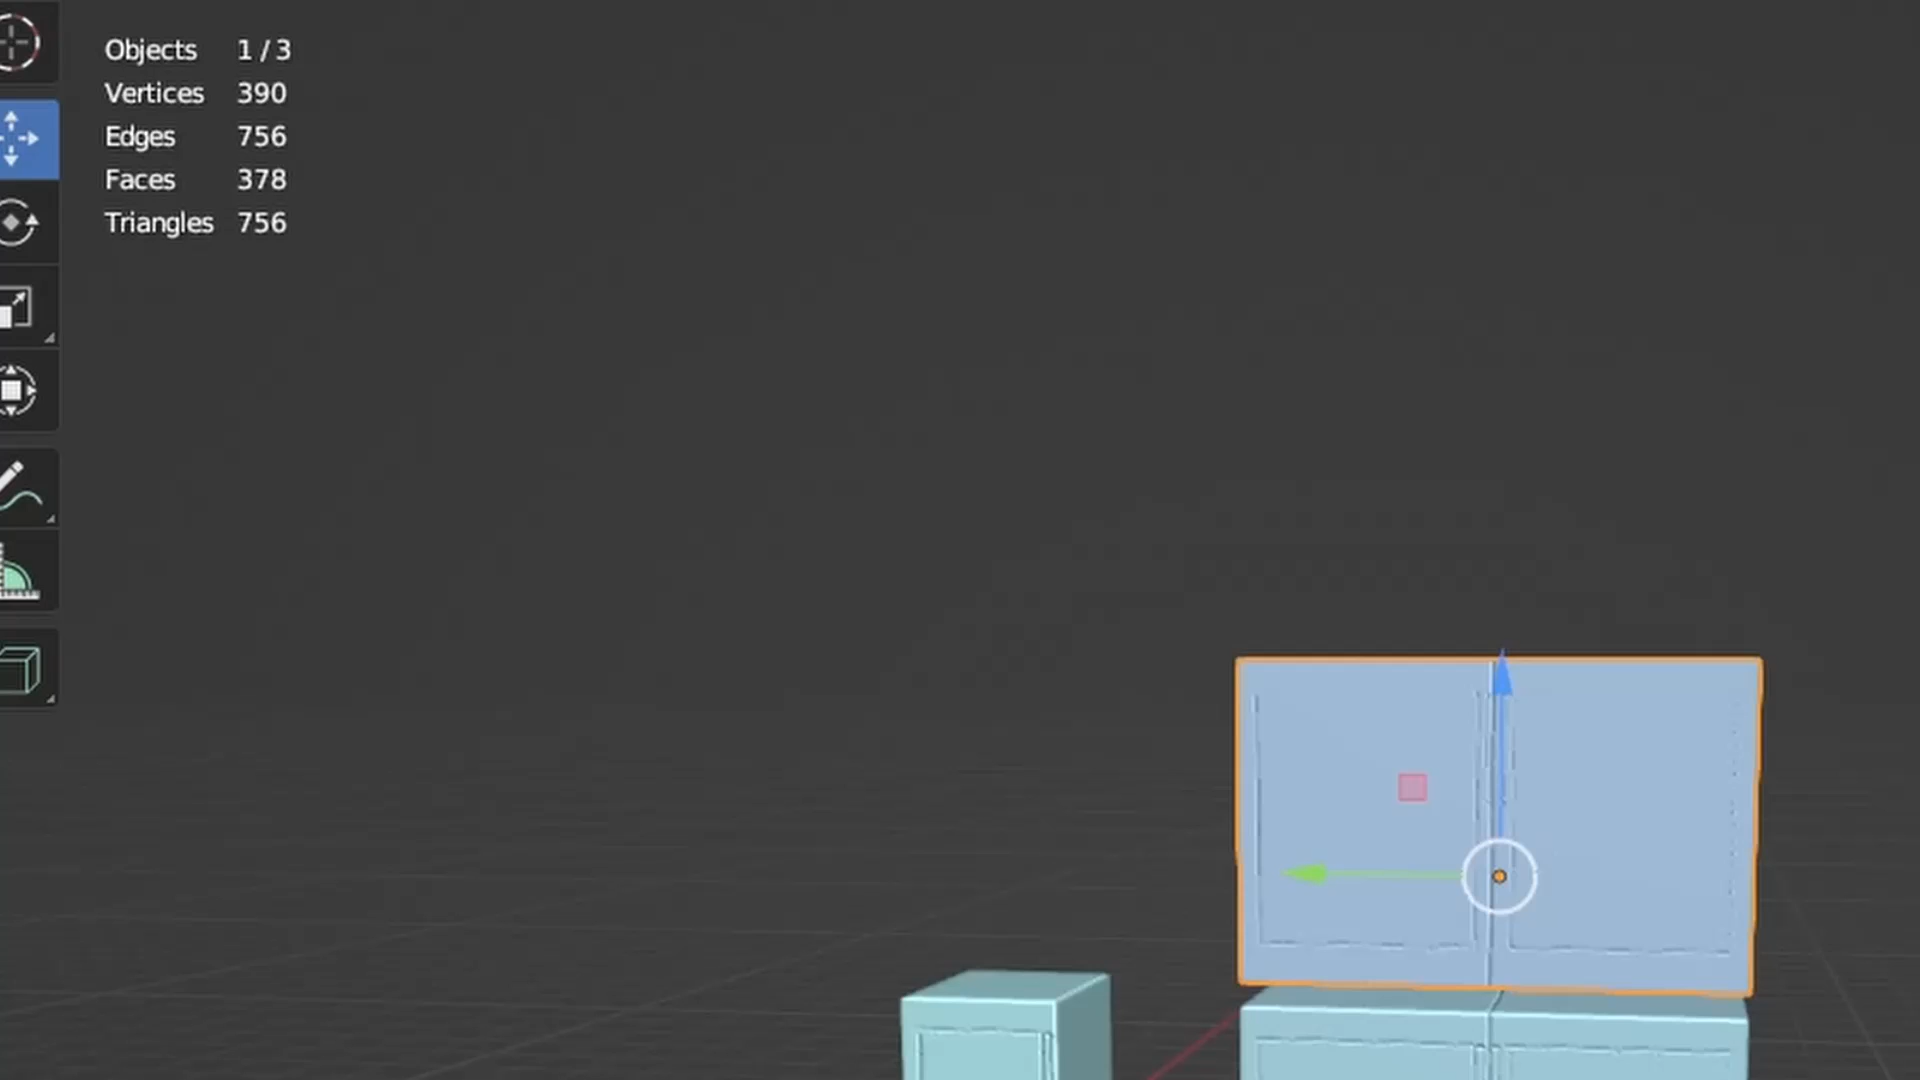 Objects 1 / 3
Vertices 390
Edges 756
Faces 378
Triangles 756